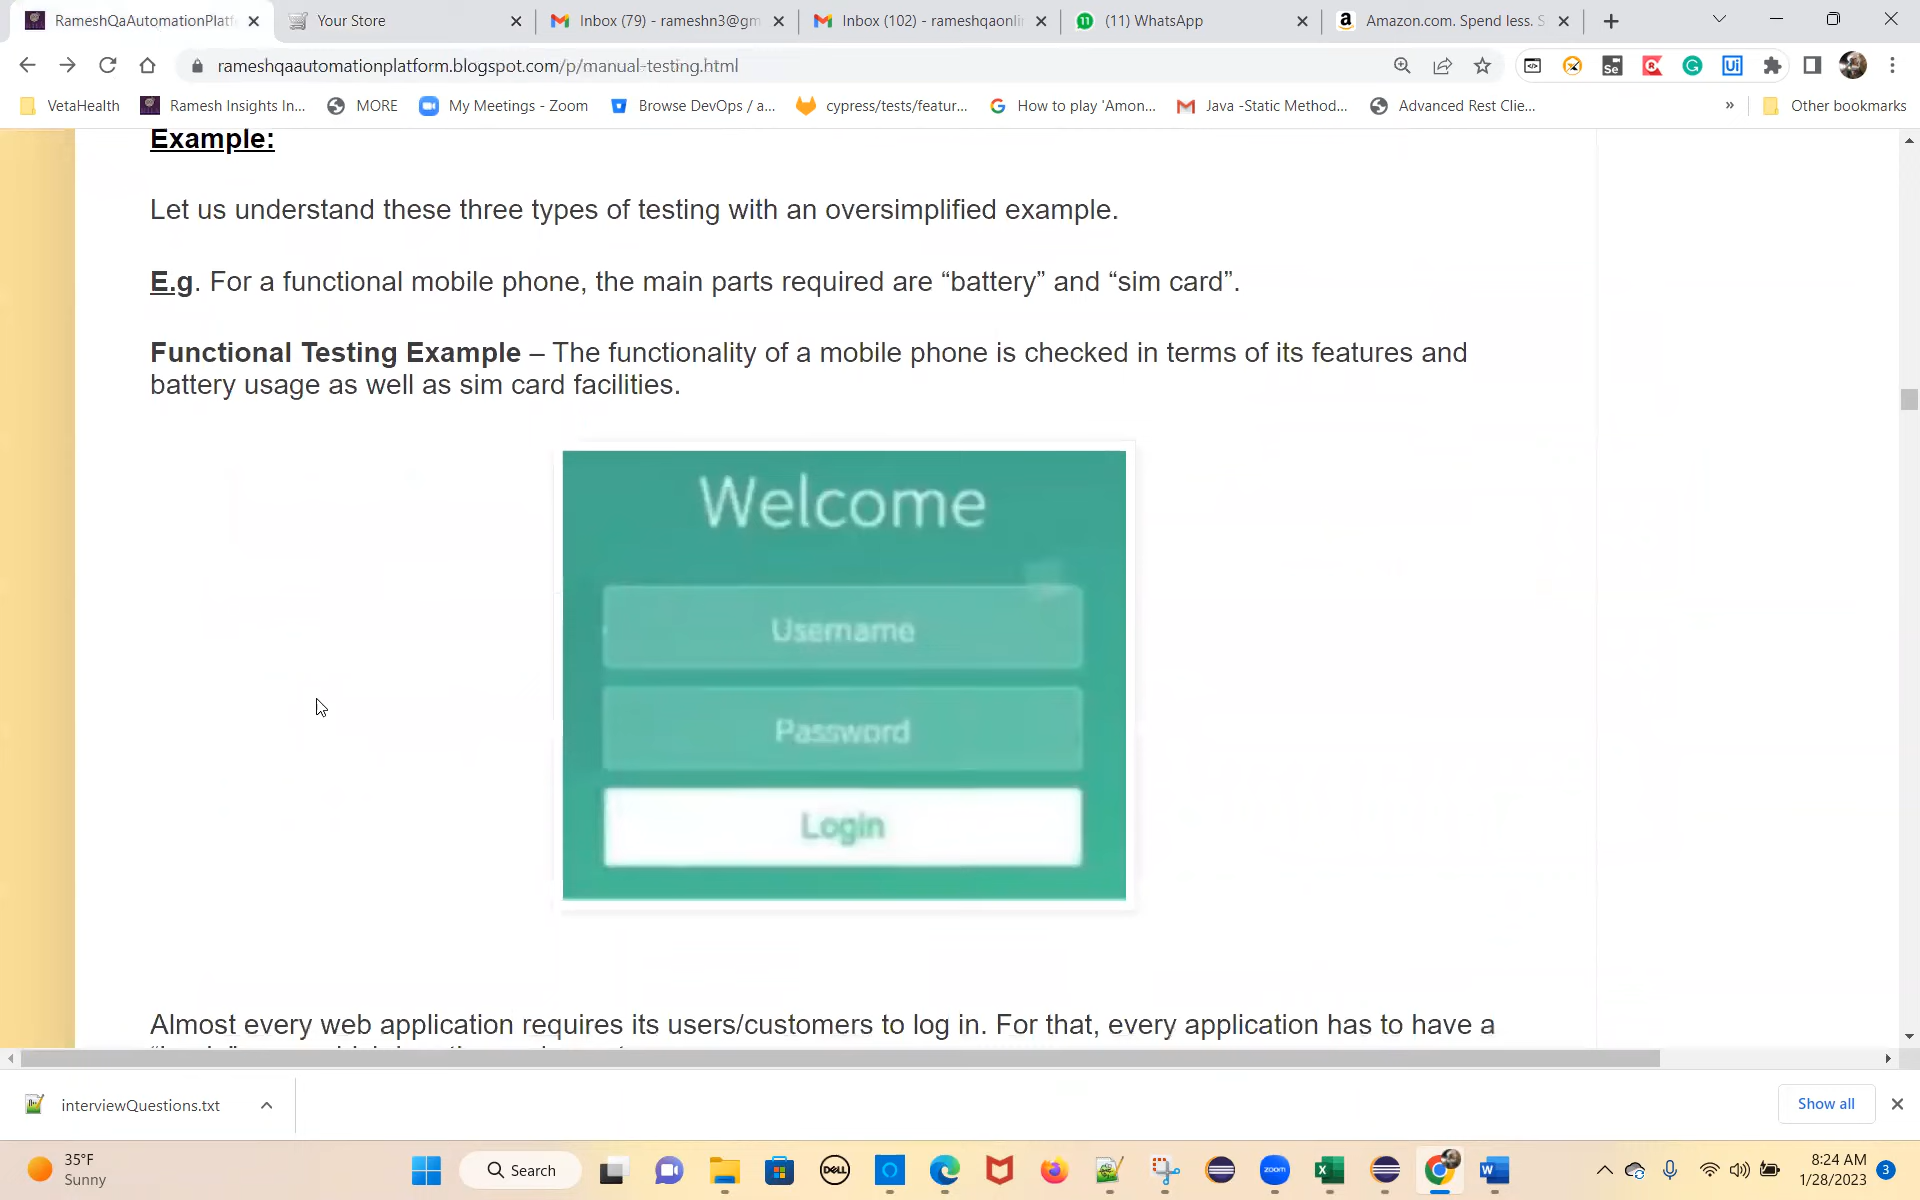 RameshQaAutomationPlatf
Your Store
Inbox (79) - rameshn3@gm
Inbox (102) - rameshqaonli
(11) WhatsApp
Amazon.com. Spend less. S
rameshqaautomationplatform.blogspot.com/p/manual-testing.html
VetaHealth
Ramesh Insights In...
MORE
My Meetings - Zoom
Browse DevOps / a...
cypress/tests/featur...
How to play 'Amon...
Java -Static Method...
Advanced Rest Clie...
»
Other bookmarks
Example:
Let us understand these three types of testing with an oversimplified example.
E.g. For a functional mobile phone, the main parts required are “battery” and “sim card”.
Functional Testing Example – The functionality of a mobile phone is checked in terms of its features and
battery usage as well as sim card facilities.
Welcome
Username
Password
Login
Almost every web application requires its users/customers to log in. For that, every application has to have a
interviewQuestions.txt
Show all
35°F
Sunny
Search
DELL
zoom
8:24 AM
1/28/2023
3